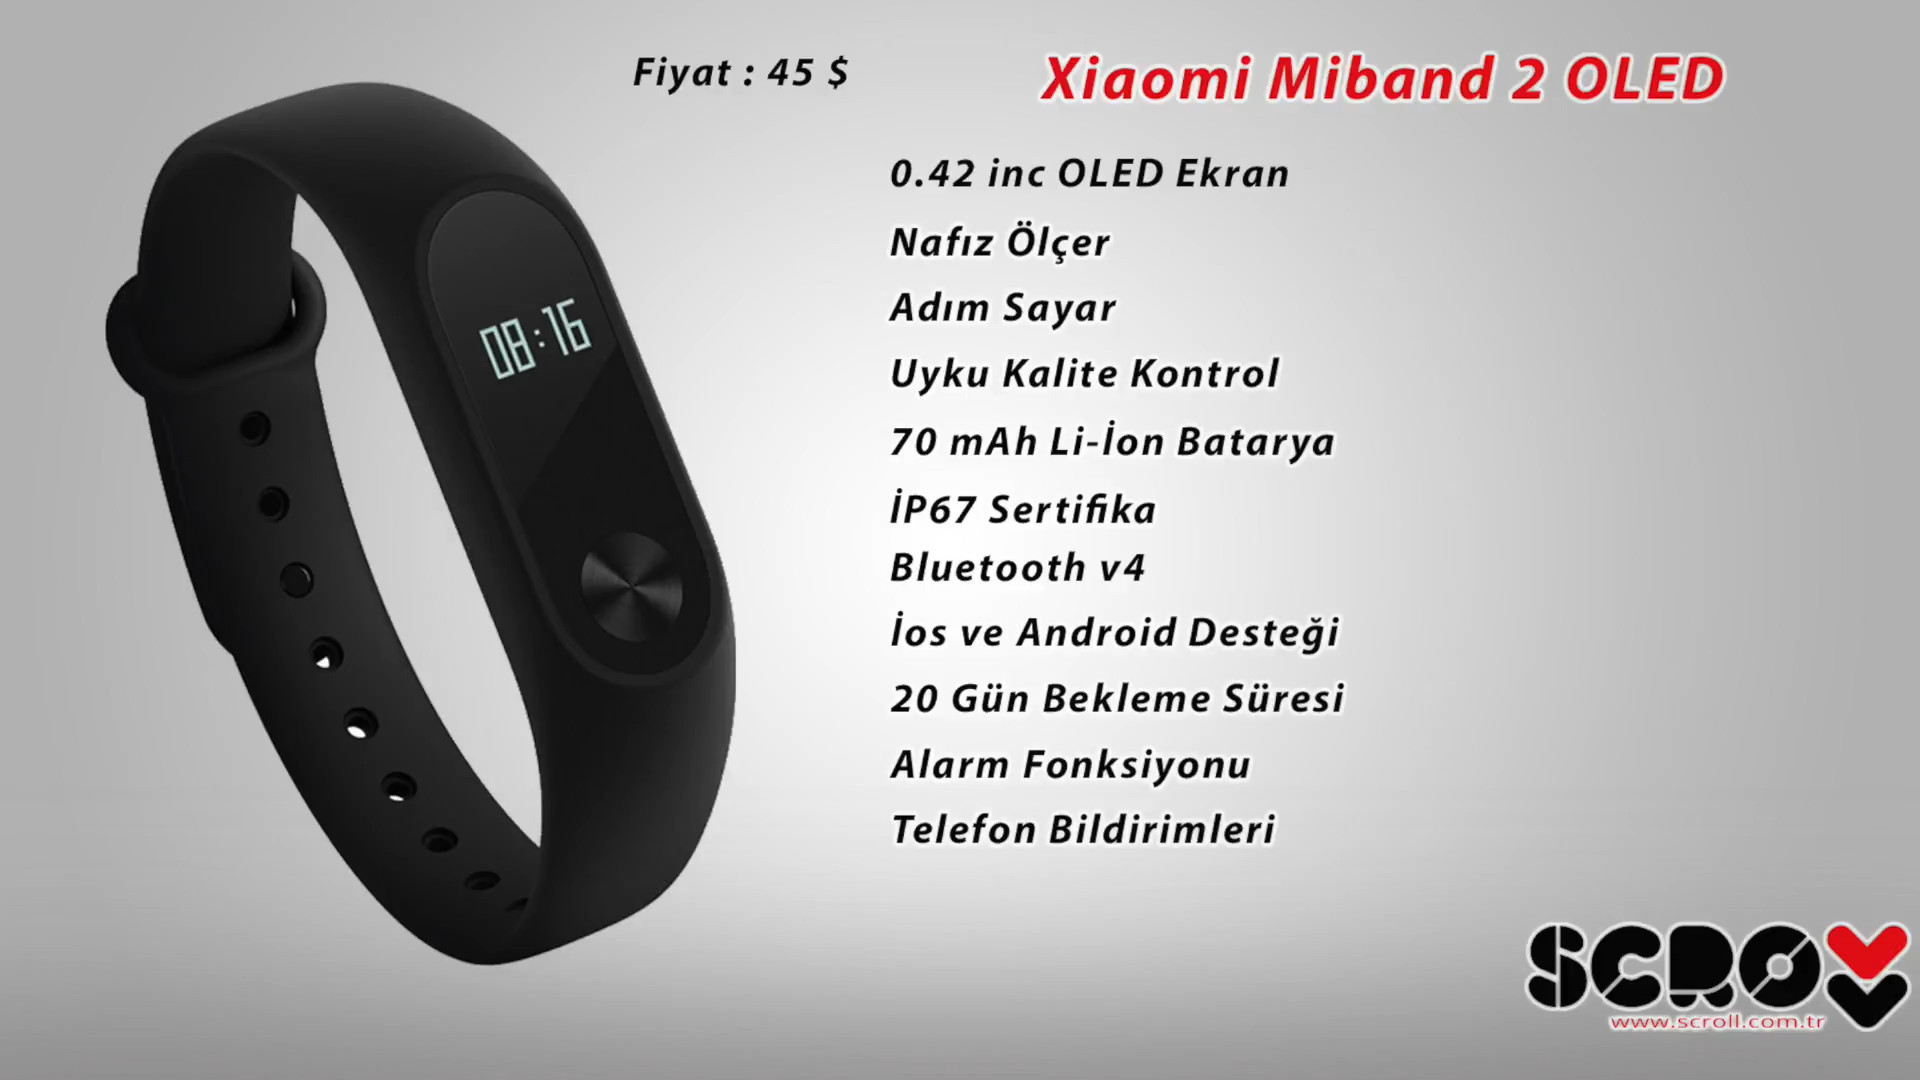 Fiyat : 45 $
Xiaomi Miband 2 OLED
0.42 inc OLED Ekran
Nafız Ölçer
Adım Sayar
Uyku Kalite Kontrol
70 mAh Li-İon Batarya
İP67 Sertifika
Bluetooth v4
İos ve Android Desteği
20 Gün Bekleme Süresi
Alarm Fonksiyonu
Telefon Bildirimleri
08:16
SCRO
www.scroll.com.tr